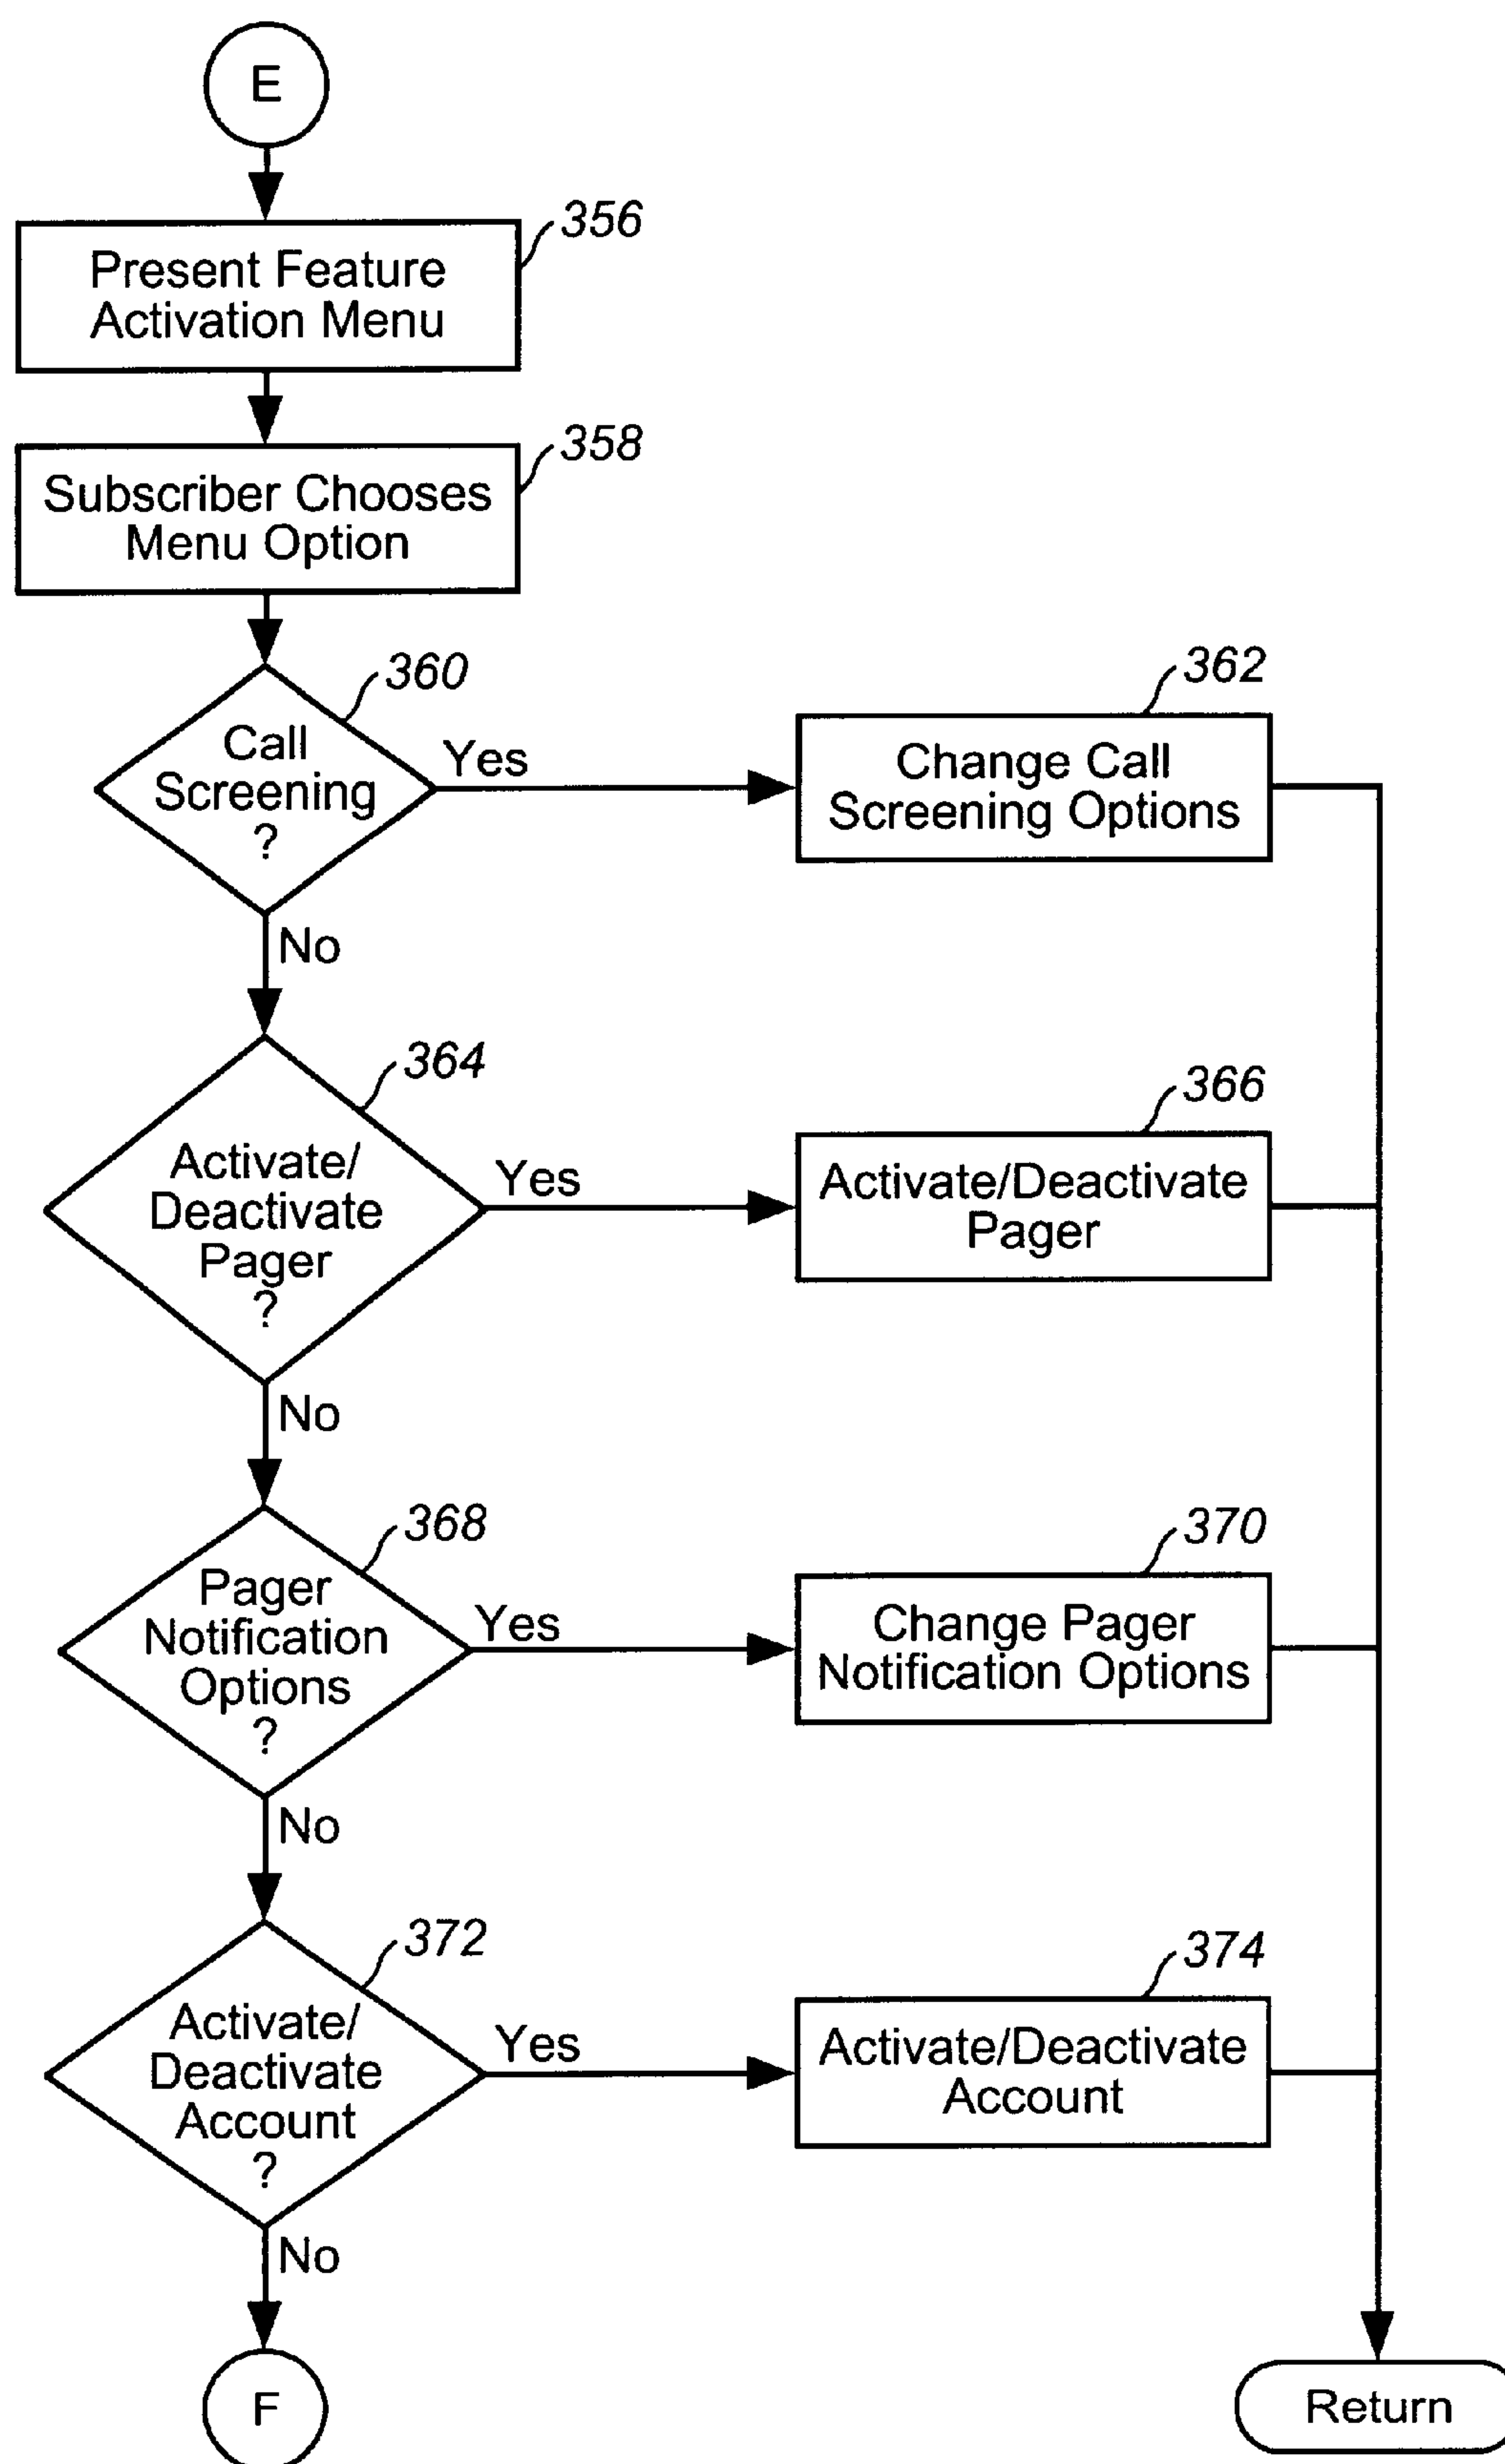 E
356
Present Feature
Activation Menu
358
Subscriber Chooses
Menu Option
360
Call
Screening
?
Yes
362
Change Call
Screening Options
No
364
Activate/
Deactivate
Pager
?
Yes
366
Activate/Deactivate
Pager
No
368
Pager
Notification
Options
?
Yes
370
Change Pager
Notification Options
No
372
Activate/
Deactivate
Account
?
Yes
374
Activate/Deactivate
Account
No
F
Return